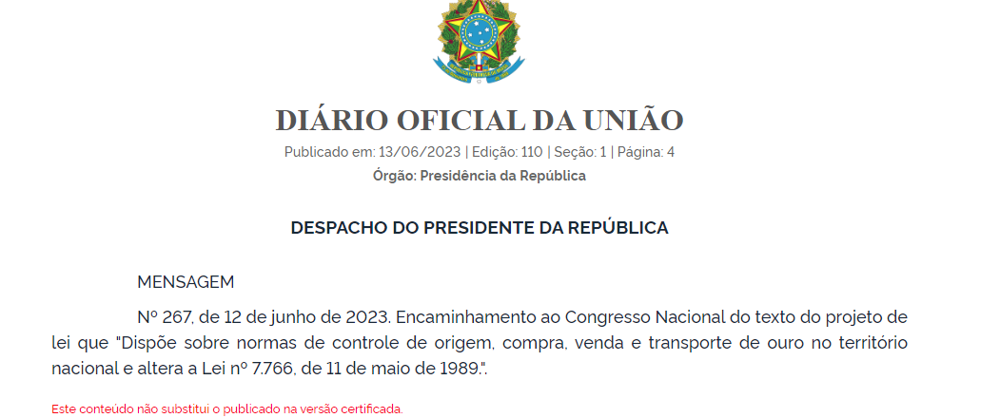 DIÁRIO OFICIAL DA UNIÃO
Publicado em: 13/06/2023 | Edição: 110 | Seção: 1 | Página: 4
Órgão: Presidência da República
DESPACHO DO PRESIDENTE DA REPÚBLICA
MENSAGEM
Nº 267, de 12 de junho de 2023. Encaminhamento ao Congresso Nacional do texto do projeto de
lei que "Dispõe sobre normas de controle de origem, compra, venda e transporte de ouro no território
nacional e altera a Lei nº 7.766, de 11 de maio de 1989.".
Este conteúdo não substitui o publicado na versão certificada.